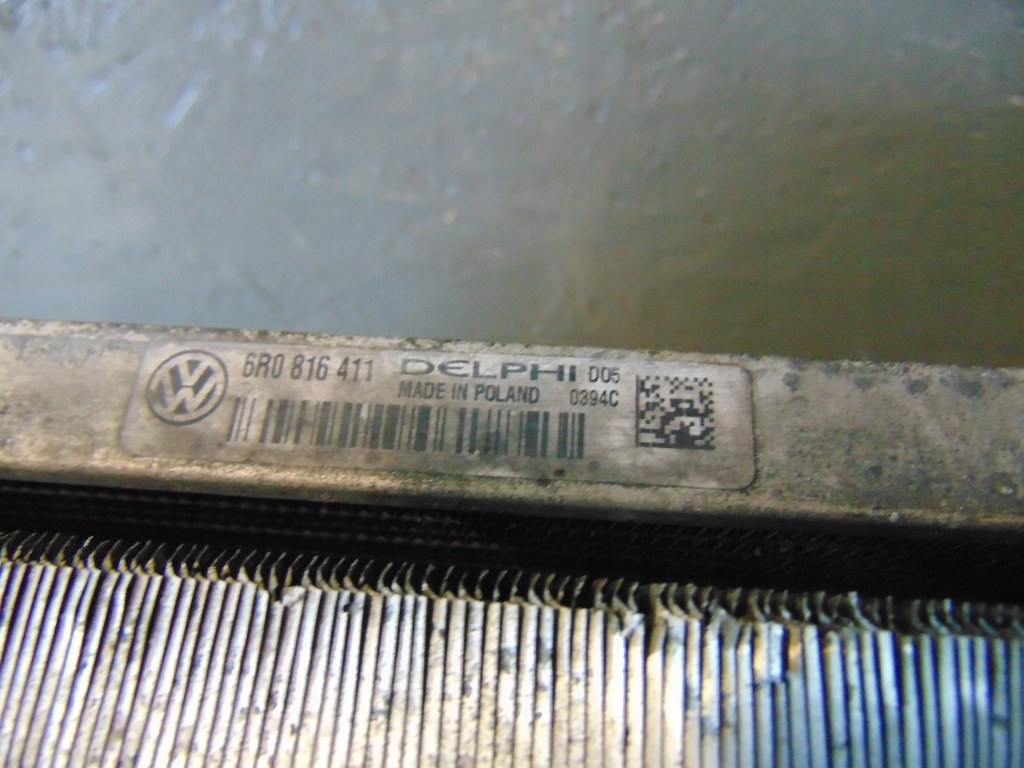 6R0 816 411 DELPHI D05
MADE IN POLAND 0394C